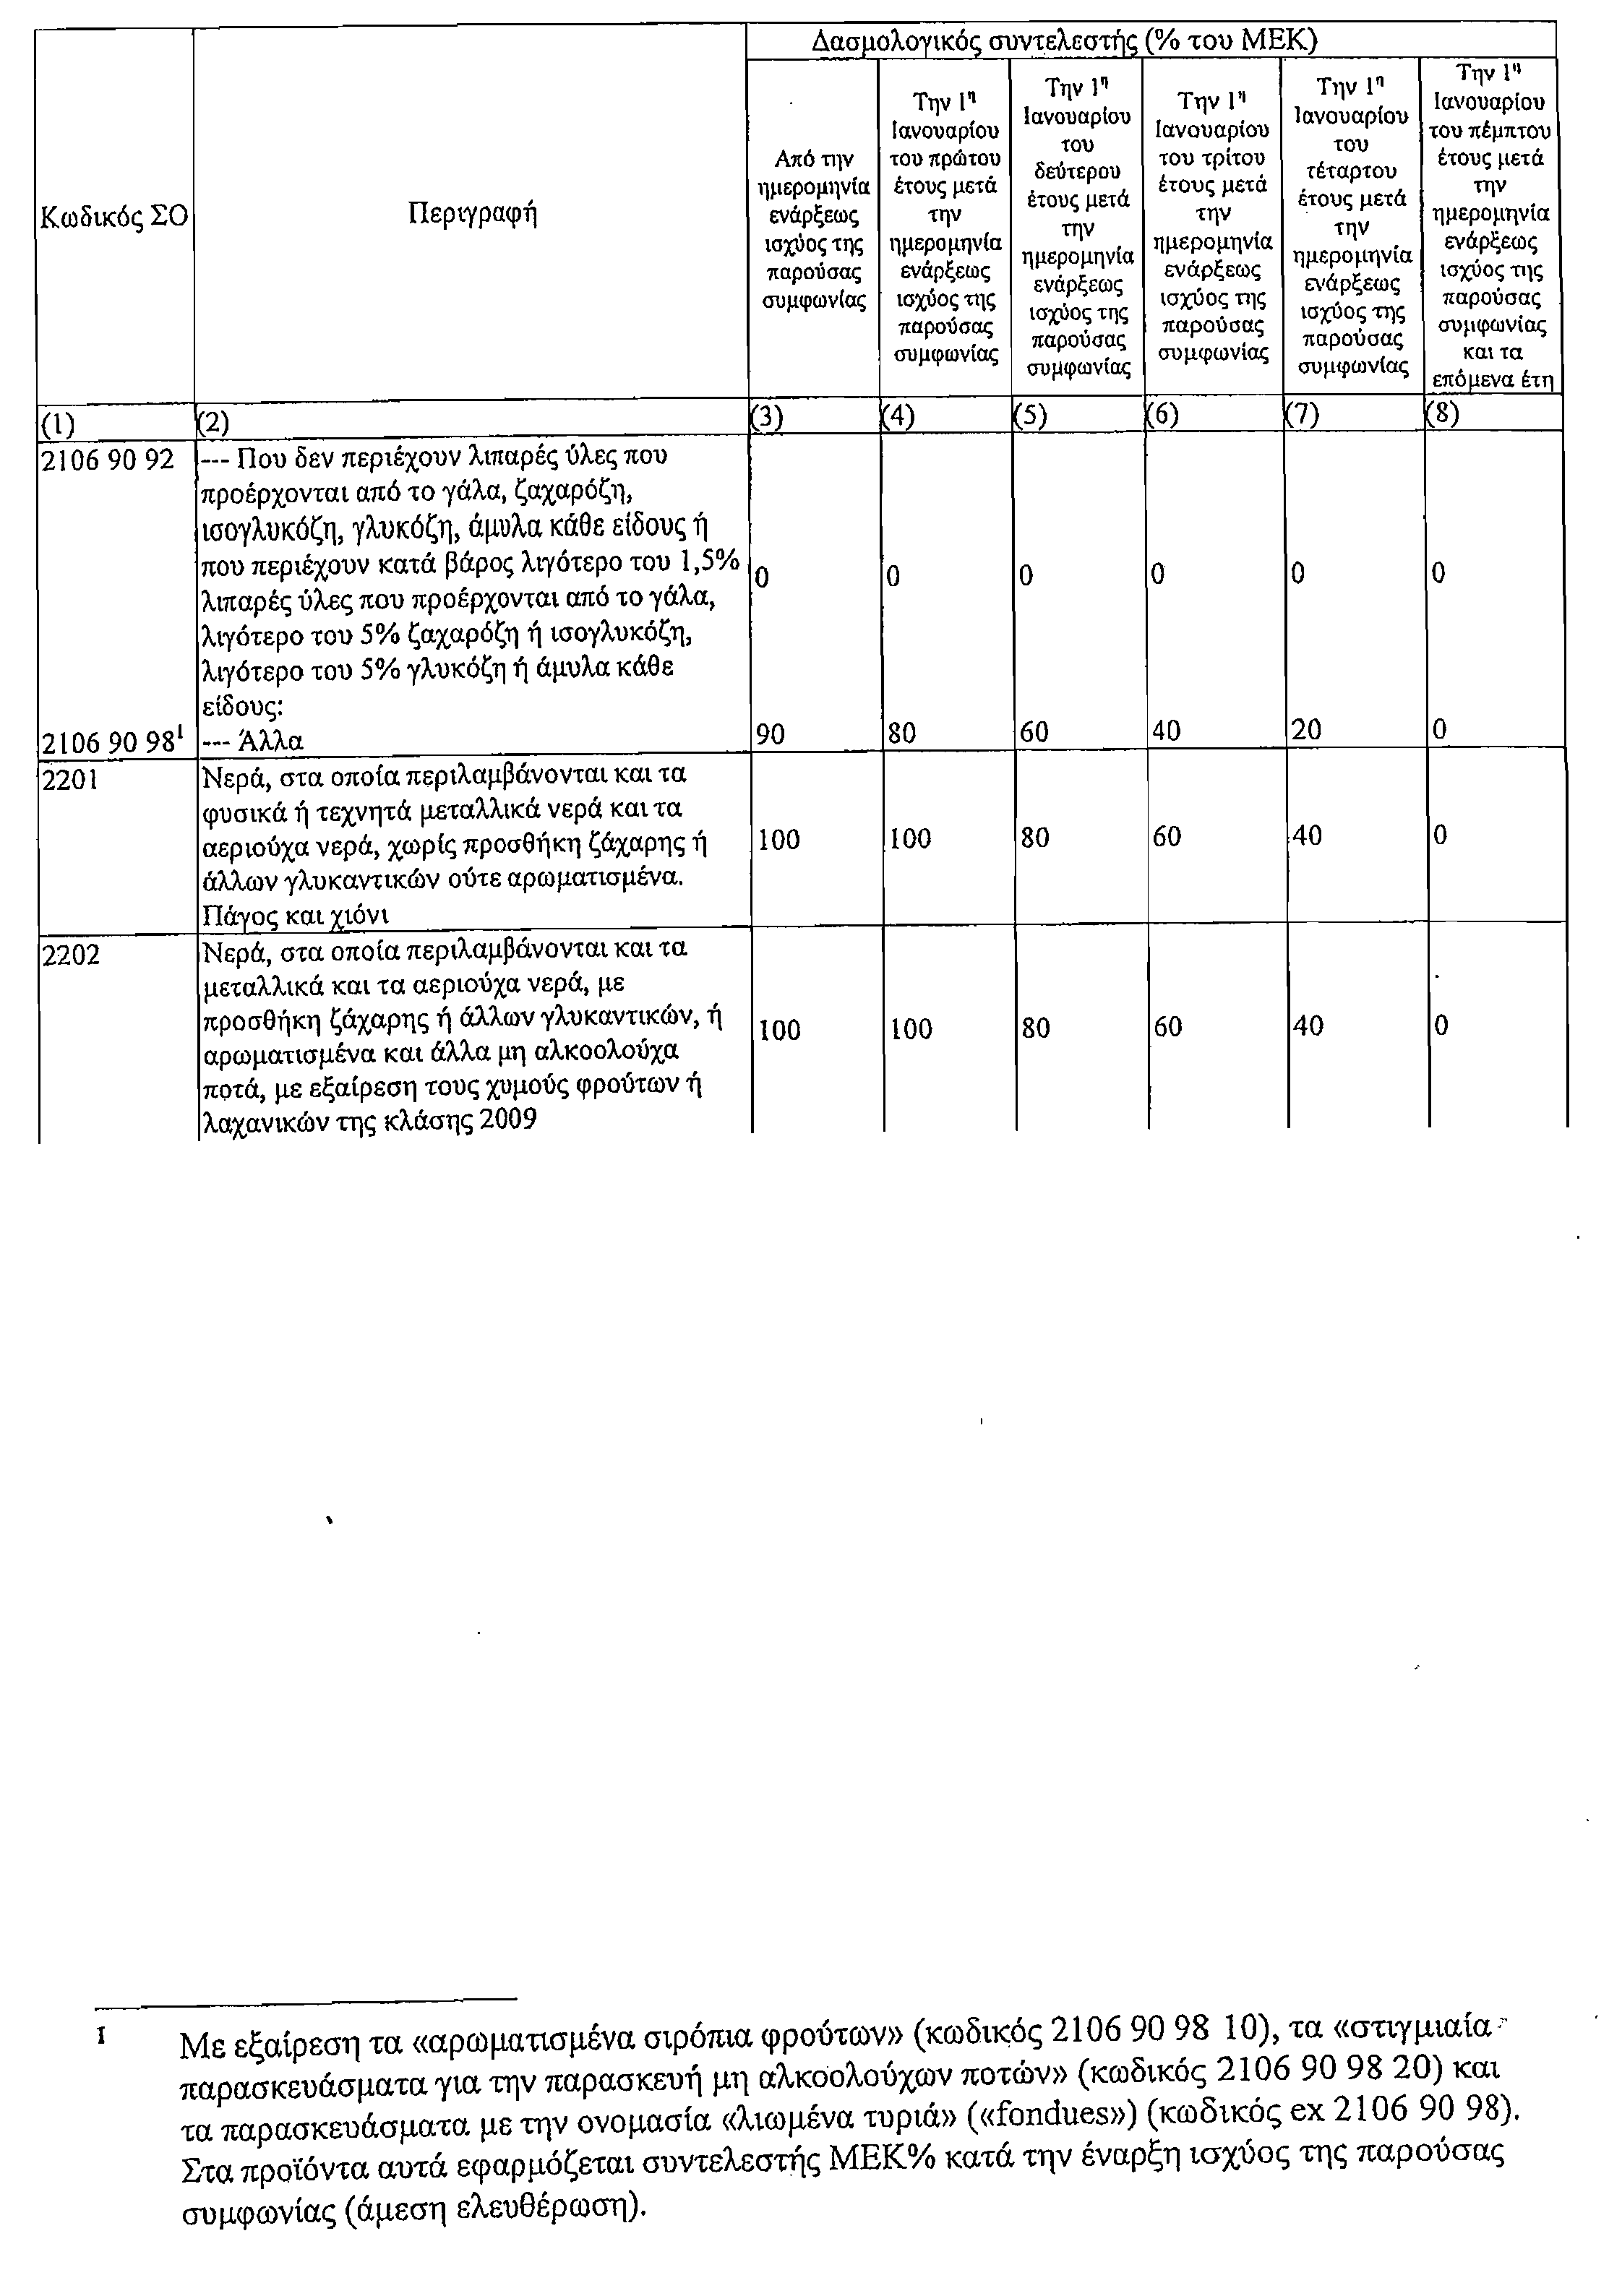 Δασμολογικός συντελεστής (% του ΜΕΚ)
Κωδικός ΣΟ
Περιγραφή
Από την
ημερομηνία
ενάρξεως
ισχύος της
παρούσας
συμφωνίας
Την 1η
Ιανουαρίου
του πρώτου
έτους μετά
την
ημερομηνία
ενάρξεως
ισχύος της
παρούσας
συμφωνίας
Την 1η
Ιανουαρίου
του
δεύτερου
έτους μετά
την
ημερομηνία
ενάρξεως
ισχύος της
παρούσας
συμφωνίας
Την 1η
Ιανουαρίου
του τρίτου
έτους μετά
την
ημερομηνία
ενάρξεως
ισχύος της
παρούσας
συμφωνίας
Την 1η
Ιανουαρίου
του
τέταρτου
έτους μετά
την
ημερομηνία
ενάρξεως
ισχύος της
παρούσας
συμφωνίας
Την 1η
Ιανουαρίου
του πέμπτου
έτους μετά
την
ημερομηνία
ενάρξεως
ισχύος της
παρούσας
συμφωνίας
και τα
επόμενα έτη
(1) (2) (3) (4) (5) (6) (7) (8)
2106 90 92 --- Που δεν περιέχουν λιπαρές ύλες που
προέρχονται από το γάλα, ζαχαρόζη,
ισογλυκόζη, γλυκόζη, άμυλα κάθε είδους ή
που περιέχουν κατά βάρος λιγότερο του 1,5%
λιπαρές ύλες που προέρχονται από το γάλα,
λιγότερο του 5% ζαχαρόζη ή ισογλυκόζη,
λιγότερο του 5% γλυκόζη ή άμυλα κάθε
είδους:
0 0 0 0 0 0
2106 90 98¹ --- Άλλα 90 80 60 40 20 0
2201 Νερά, στα οποία περιλαμβάνονται και τα
φυσικά ή τεχνητά μεταλλικά νερά και τα
αεριούχα νερά, χωρίς προσθήκη ζάχαρης ή
άλλων γλυκαντικών ούτε αρωματισμένα.
Πάγος και χιόνι
100 100 80 60 40 0
2202 Νερά, στα οποία περιλαμβάνονται και τα
μεταλλικά και τα αεριούχα νερά, με
προσθήκη ζάχαρης ή άλλων γλυκαντικών, ή
αρωματισμένα και άλλα μη αλκοολούχα
ποτά, με εξαίρεση τους χυμούς φρούτων ή
λαχανικών της κλάσης 2009
100 100 80 60 40 0
1 Με εξαίρεση τα «αρωματισμένα σιρόπια φρούτων» (κωδικός 2106 90 98 10), τα «στιγμιαία
παρασκευάσματα για την παρασκευή μη αλκοολούχων ποτών» (κωδικός 2106 90 98 20) και
τα παρασκευάσματα με την ονομασία «λιωμένα τυριά» («fondues») (κωδικός ex 2106 90 98).
Στα προϊόντα αυτά εφαρμόζεται συντελεστής ΜΕΚ% κατά την έναρξη ισχύος της παρούσας
συμφωνίας (άμεση ελευθέρωση).